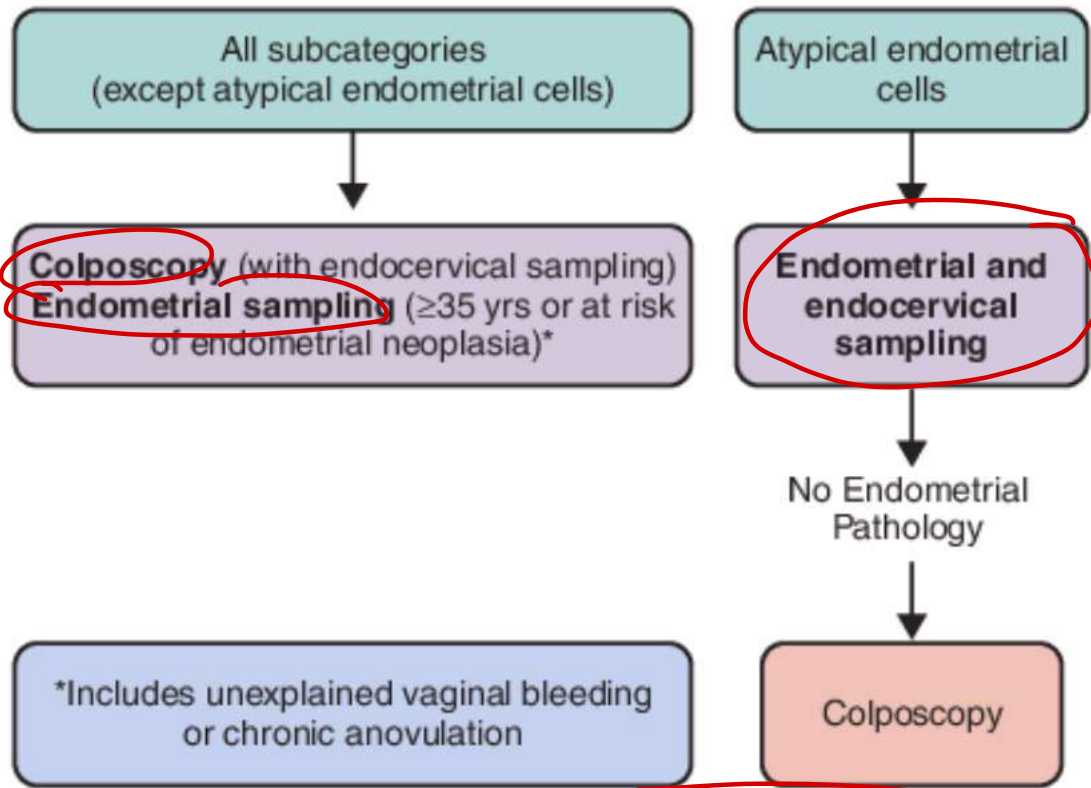 All subcategories
(except atypical endometrial cells)
Atypical endometrial
cells
Colposcopy (with endocervical sampling)
Endometrial sampling (≥35 yrs or at risk
of endometrial neoplasia)*
Endometrial and
endocervical
sampling
No Endometrial
Pathology
*Includes unexplained vaginal bleeding
or chronic anovulation
Colposcopy